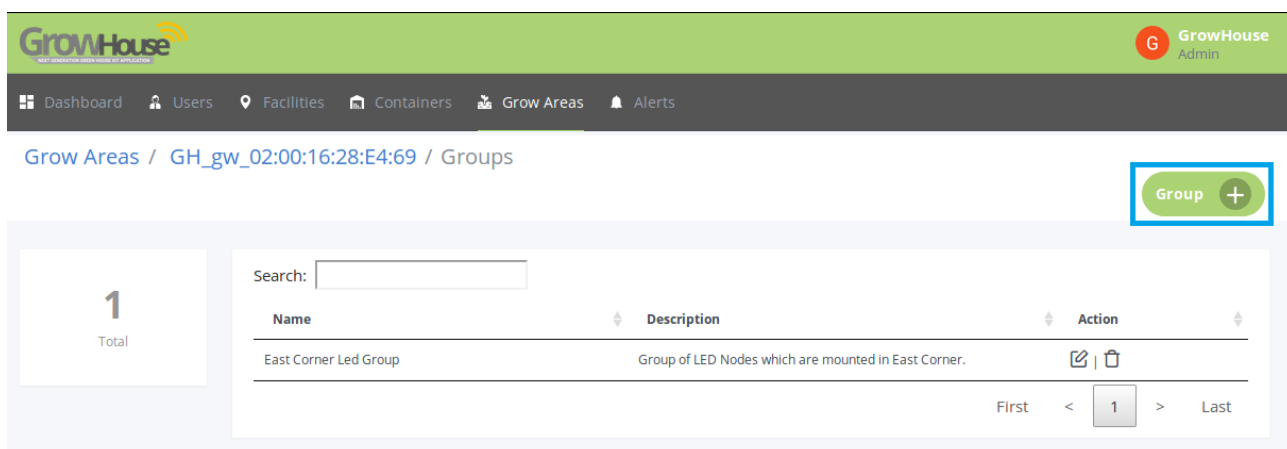 GrowHouse
NEXT GENERATION GREEN HOUSE IOT APPLICATION
G
GrowHouse
Admin
Dashboard Users Facilities Containers Grow Areas Alerts
Grow Areas / GH_gw_02:00:16:28:E4:69 / Groups
Group +
1
Total
Search:
Name Description Action
East Corner Led Group Group of LED Nodes which are mounted in East Corner. |
First < 1 > Last